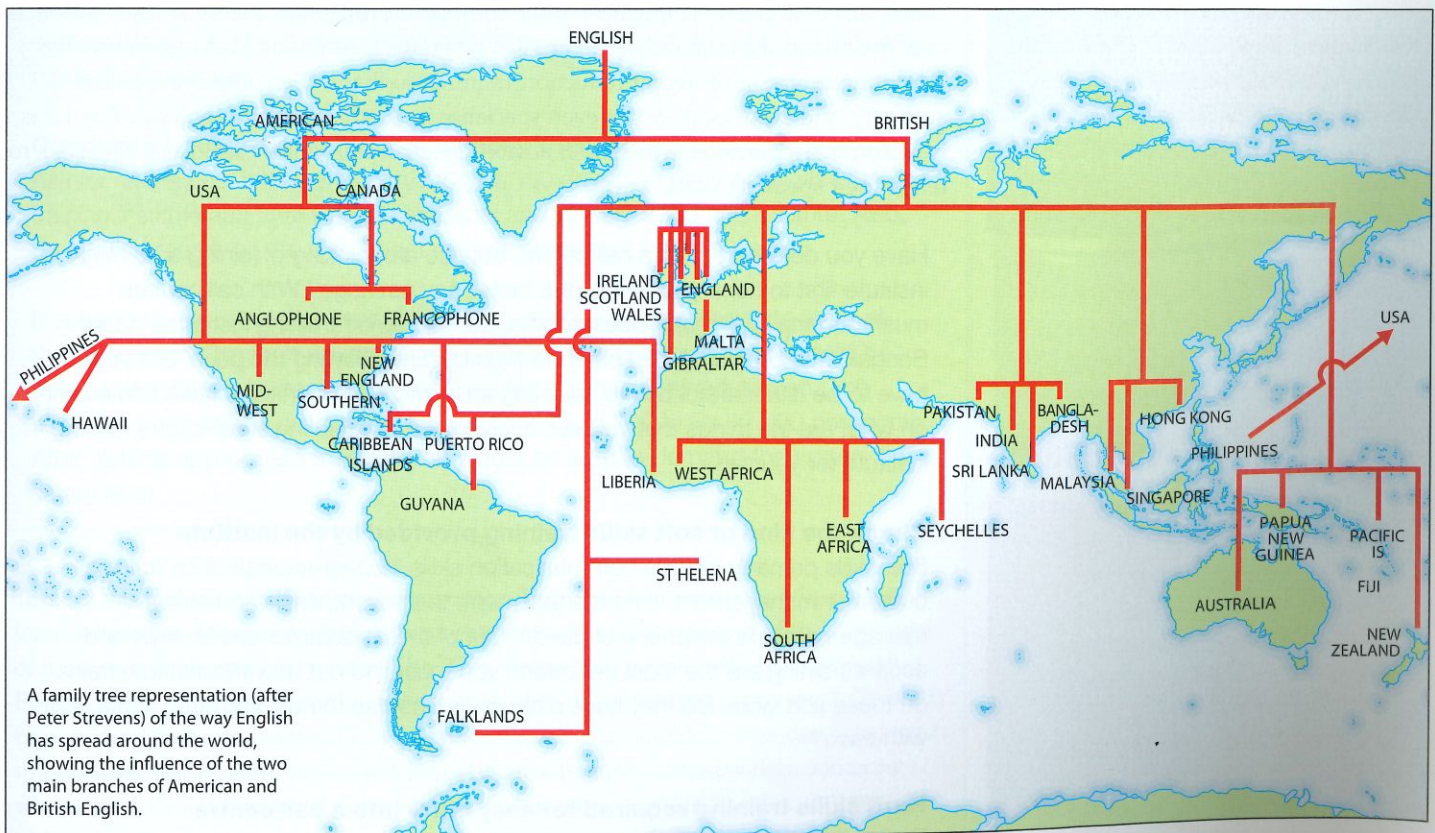 ENGLISH
AMERICAN
BRITISH
USA
CANADA
IRELAND
SCOTLAND
WALES
ENGLAND
ANGLOPHONE
FRANCOPHONE
USA
PHILIPPINES
MALTA
GIBRALTAR
NEW
ENGLAND
MID-
WEST
SOUTHERN
HAWAII
PAKISTAN
BANGLA-
DESH
INDIA
HONG KONG
CARIBBEAN
ISLANDS
PUERTO RICO
PHILIPPINES
SRI LANKA
WEST AFRICA
LIBERIA
MALAYSIA
SINGAPORE
GUYANA
EAST
AFRICA
SEYCHELLES
PAPUA
NEW
GUINEA
PACIFIC
IS
ST HELENA
FIJI
AUSTRALIA
SOUTH
AFRICA
NEW
ZEALAND
FALKLANDS
A family tree representation (after
Peter Strevens) of the way English
has spread around the world,
showing the influence of the two
main branches of American and
British English.